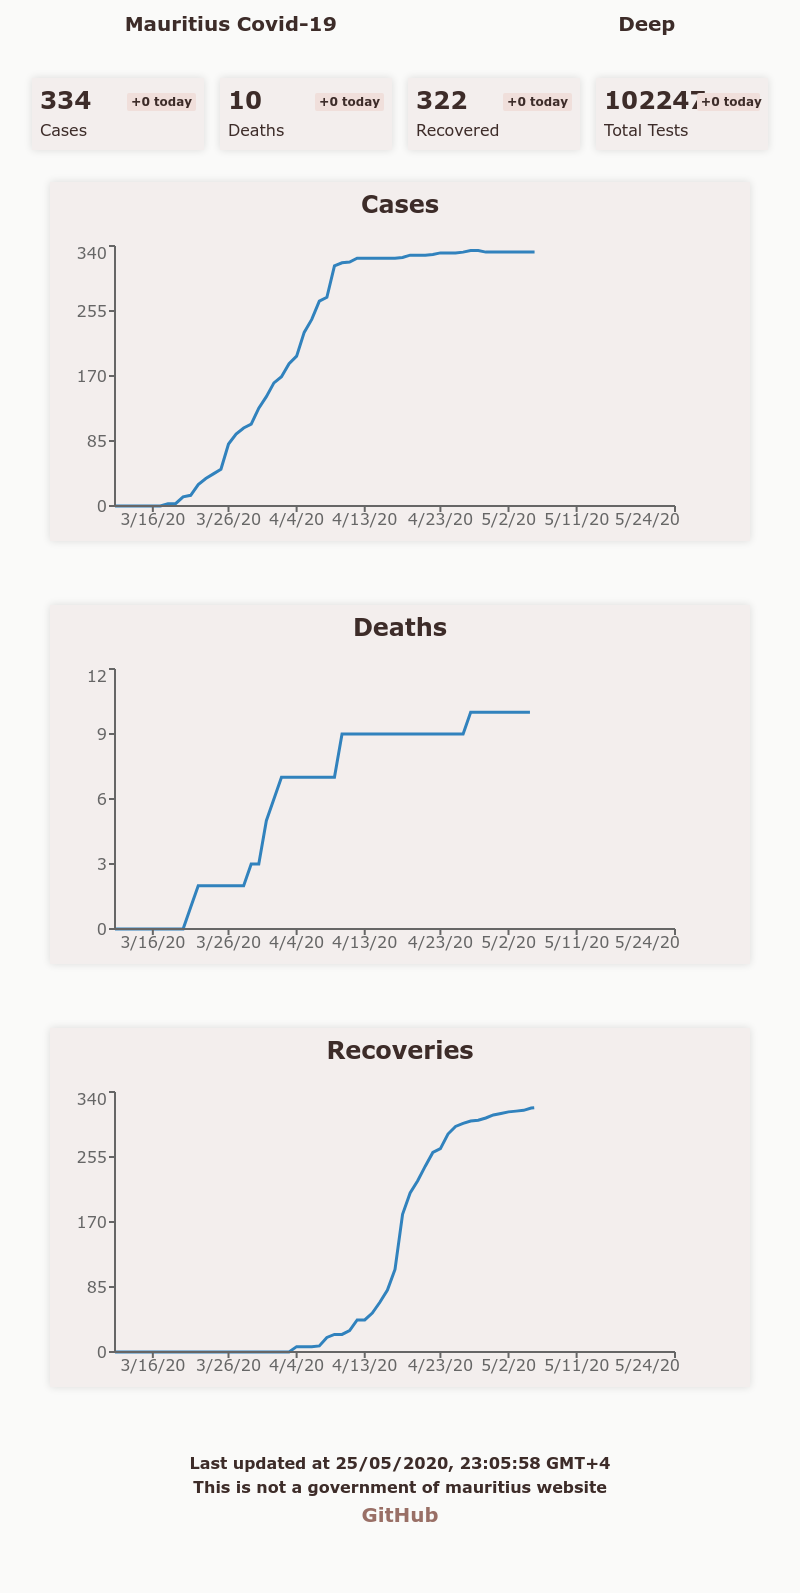 Mauritius Covid-19 Deep
334 +0 today
Cases
10 +0 today
Deaths
322 +0 today
Recovered
102247 +0 today
Total Tests
Cases
340
255
170
85
0
3/16/20 3/26/20 4/4/20 4/13/20 4/23/20 5/2/20 5/11/20 5/24/20
Deaths
12
9
6
3
0
3/16/20 3/26/20 4/4/20 4/13/20 4/23/20 5/2/20 5/11/20 5/24/20
Recoveries
340
255
170
85
0
3/16/20 3/26/20 4/4/20 4/13/20 4/23/20 5/2/20 5/11/20 5/24/20
Last updated at 25/05/2020, 23:05:58 GMT+4
This is not a government of mauritius website
GitHub